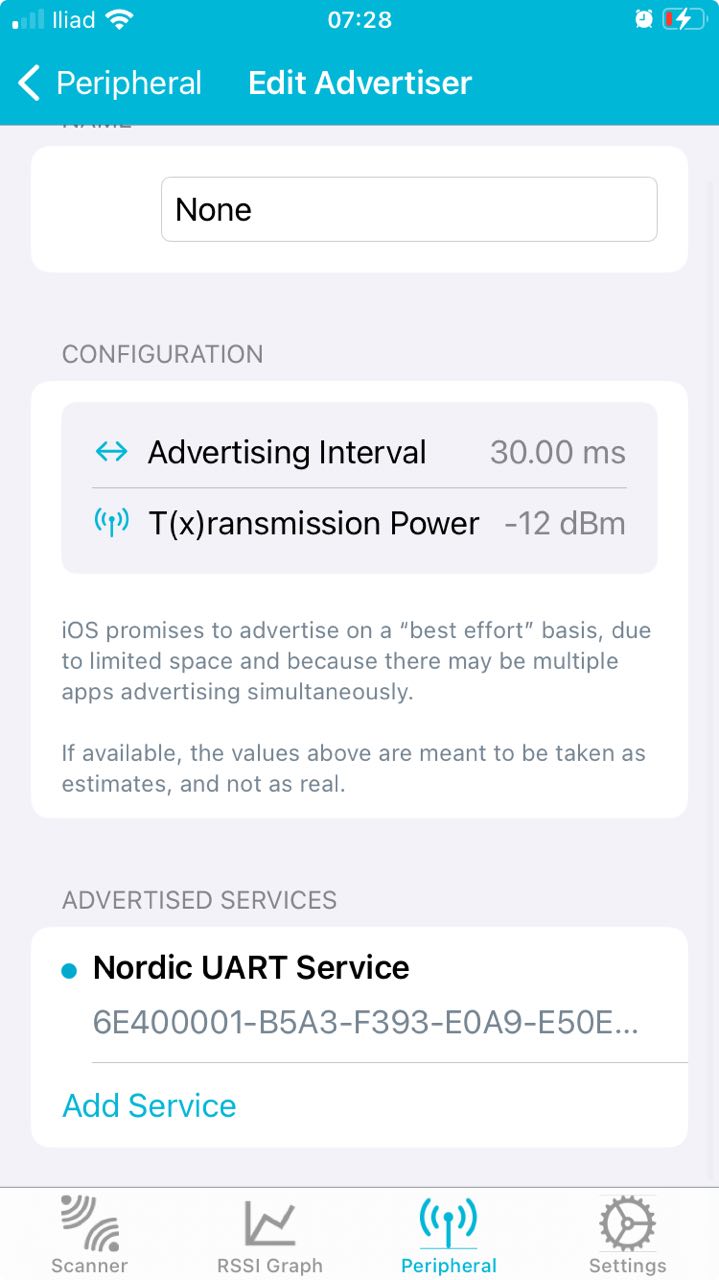 Iliad
07:28
Peripheral
Edit Advertiser
NAME
None
CONFIGURATION
Advertising Interval 30.00 ms
T(x)ransmission Power -12 dBm
iOS promises to advertise on a “best effort” basis, due
to limited space and because there may be multiple
apps advertising simultaneously.
If available, the values above are meant to be taken as
estimates, and not as real.
ADVERTISED SERVICES
Nordic UART Service
6E400001-B5A3-F393-E0A9-E50E...
Add Service
Scanner
RSSI Graph
Peripheral
Settings